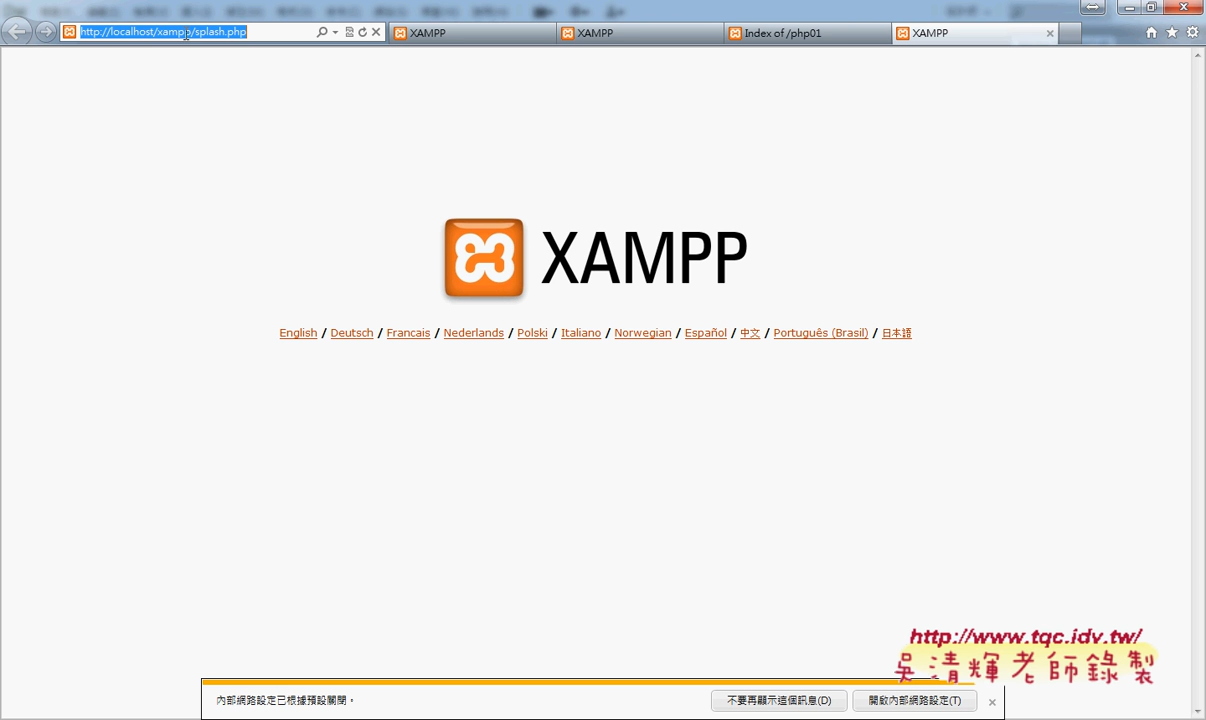 http://localhost/xampp/splash.php
XAMPP
XAMPP
Index of /php01
XAMPP
XAMPP
English / Deutsch / Francais / Nederlands / Polski / Italiano / Norwegian / Español / 中文 / Português (Brasil) / 日本語
http://www.tqc.idv.tw/
吳清輝老師錄製
內部網路設定已根據預設關閉。
不要再顯示這個訊息(D)
開啟內部網路設定(T)